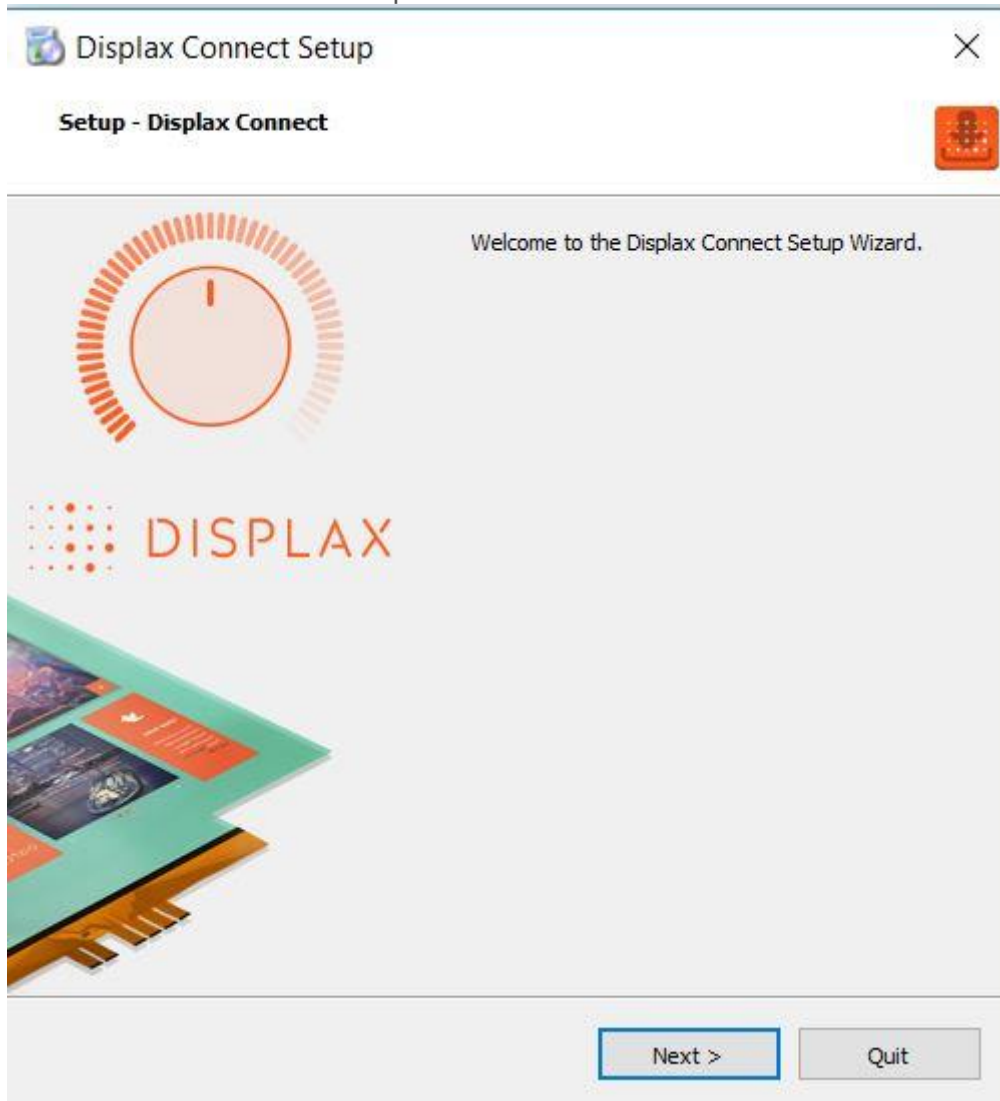 Displax Connect Setup
Setup - Displax Connect
Welcome to the Displax Connect Setup Wizard.
DISPLAX
Next >
Quit